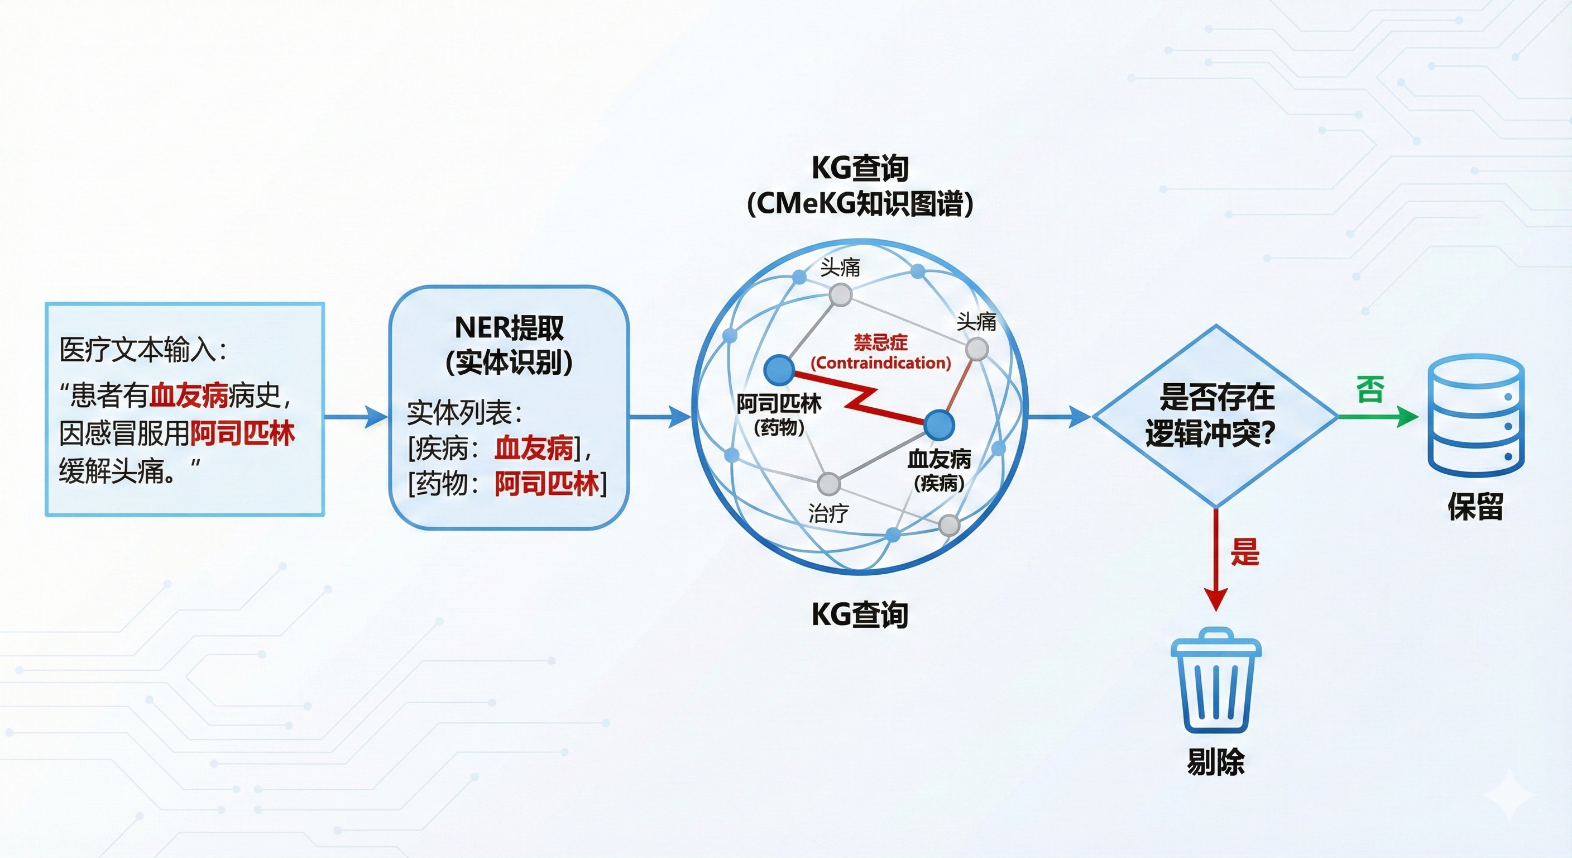 医疗文本输入：
“患者有血友病病史，
因感冒服用阿司匹林
缓解头痛。“
NER提取
（实体识别）
实体列表：
[疾病：血友病]，
[药物：阿司匹林]
KG查询
（CMeKG知识图谱）
头痛
头痛
禁忌症
(Contraindication)
阿司匹林
（药物）
血友病
（疾病）
治疗
KG查询
是否存在
逻辑冲突？
否
保留
是
剔除